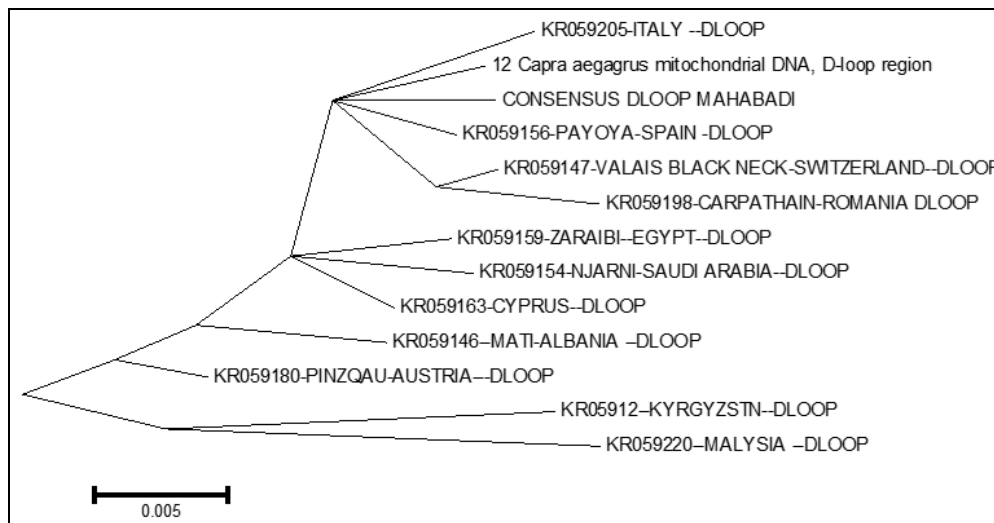 KR059205-ITALY --DLOOP
12 Capra aegagrus mitochondrial DNA, D-loop region
CONSENSUS DLOOP MAHABADI
KR059156-PAYOYA-SPAIN -DLOOP
KR059147-VALAIS BLACK NECK-SWITZERLAND--DLOOP
KR059198-CARPATHAIN-ROMANIA DLOOP
KR059159-ZARAIBI--EGYPT--DLOOP
KR059154-NJARNI-SAUDI ARABIA--DLOOP
KR059163-CYPRUS--DLOOP
KR059146--MATI-ALBANIA --DLOOP
KR059180-PINZQAU-AUSTRIA---DLOOP
KR05912--KYRGYZSTN--DLOOP
KR059220--MALYSIA --DLOOP
0.005